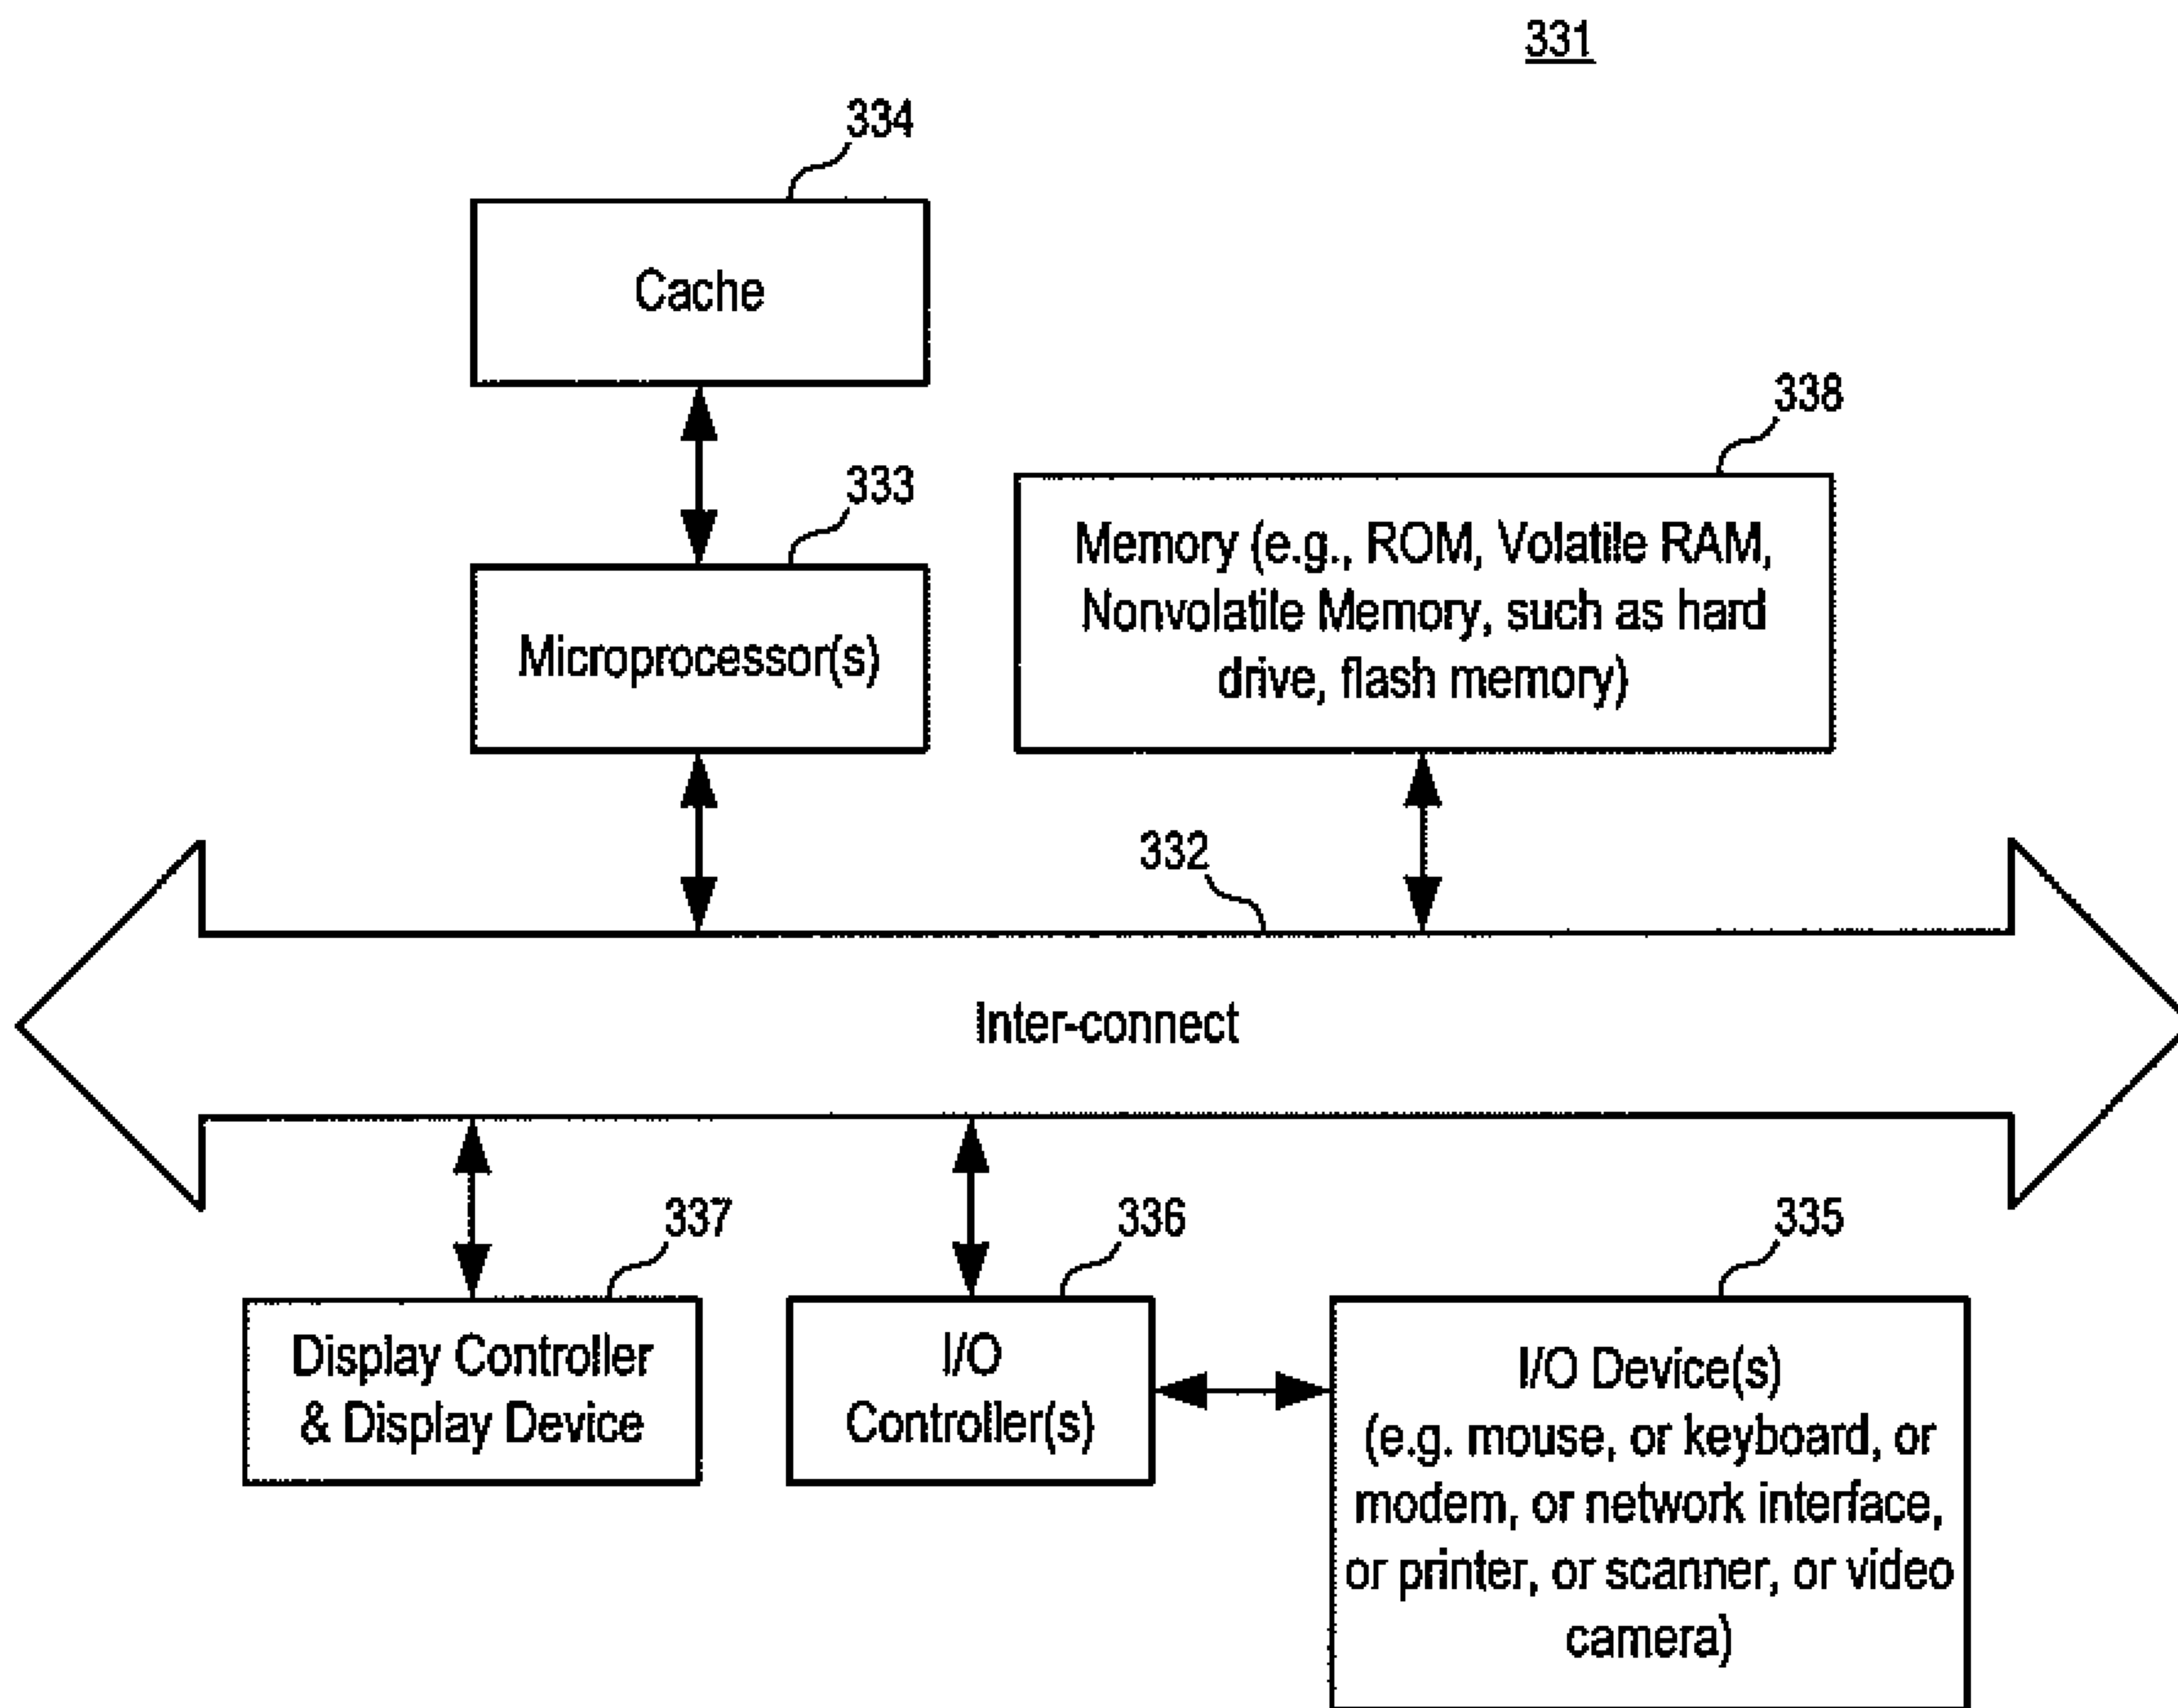 331
334
Cache
338
333
Memory (e.g., ROM, Volatile RAM,
Nonvolatile Memory, such as hard
drive, flash memory)
Microprocessor(s)
332
Inter-connect
337
336
335
Display Controller
& Display Device
I/O
Controller(s)
I/O Device(s)
(e.g. mouse, or keyboard, or
modem, or network interface,
or printer, or scanner, or video
camera)